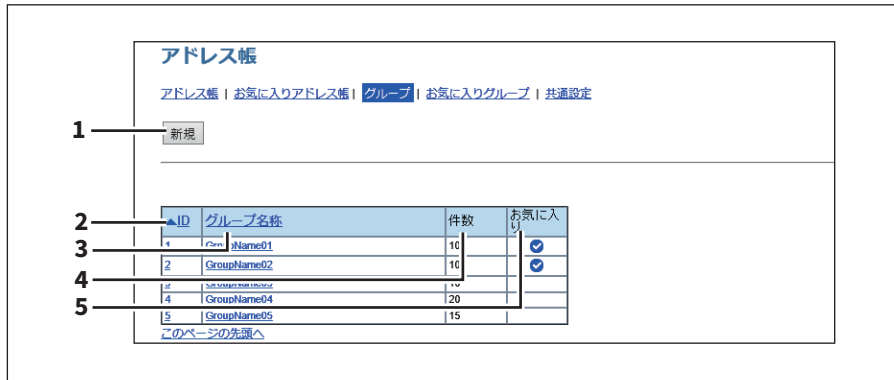 アドレス帳
アドレス帳 | お気に入りアドレス帳 | グループ | お気に入りグループ | 共通設定
1
新規
2
▲ID グループ名称 件数 お気に入り
3
GroupName01 10
2 GroupName02 10
4
4 GroupName04 20
5
5 GroupName05 15
このページの先頭へ